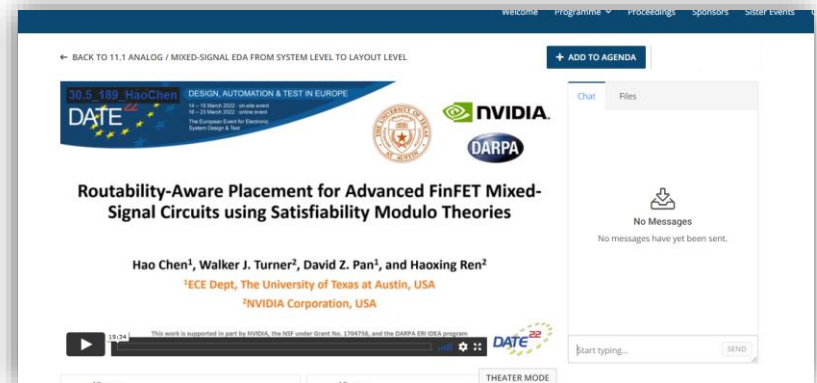 Welcome Programme Proceedings Sponsors Sister Events
← BACK TO 11.1 ANALOG / MIXED-SIGNAL EDA FROM SYSTEM LEVEL TO LAYOUT LEVEL
+ ADD TO AGENDA
30.5_189_HaoChen
DESIGN, AUTOMATION & TEST IN EUROPE
14 – 15 March 2022 · on-site event
16 – 23 March 2022 · online event
The European Event for Electronic
System Design & Test
DATE 22
NVIDIA.
DARPA
Routability-Aware Placement for Advanced FinFET Mixed-
Signal Circuits using Satisfiability Modulo Theories
Hao Chen¹, Walker J. Turner², David Z. Pan¹, and Haoxing Ren²
¹ECE Dept, The University of Texas at Austin, USA
²NVIDIA Corporation, USA
This work is supported in part by NVIDIA, the NSF under Grant No. 1704758, and the DARPA ERI IDEA program
19:34
DATE 22
THEATER MODE
Chat Files
No Messages
No messages have yet been sent.
Start typing...
SEND